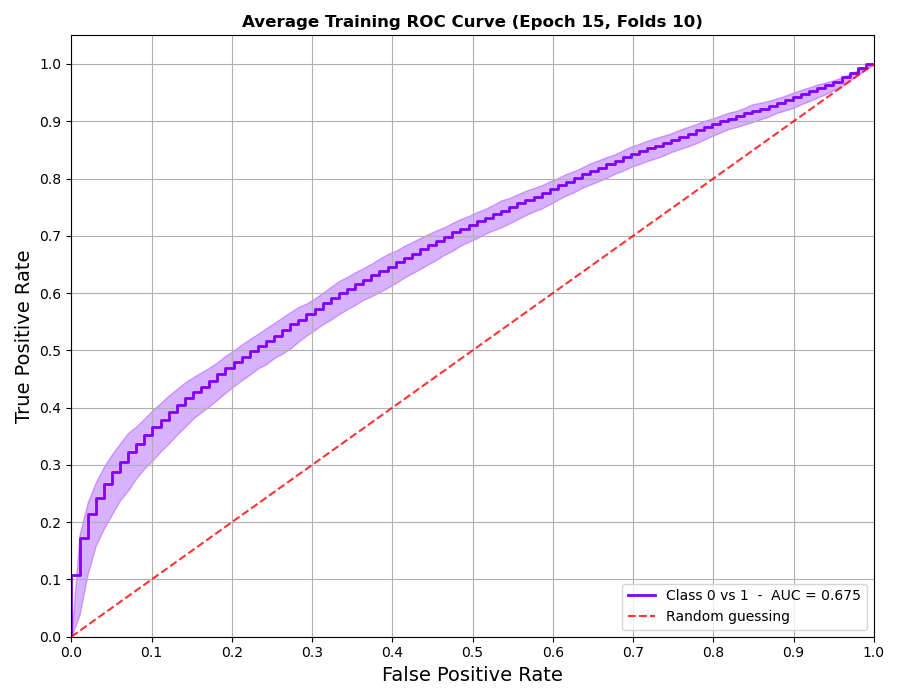 Average Training ROC Curve (Epoch 15, Folds 10)
True Positive Rate
1.0
0.9
0.8
0.7
0.6
0.5
0.4
0.3
0.2
0.1
0.0
Class 0 vs 1 - AUC = 0.675
Random guessing
0.0 0.1 0.2 0.3 0.4 0.5 0.6 0.7 0.8 0.9 1.0
False Positive Rate